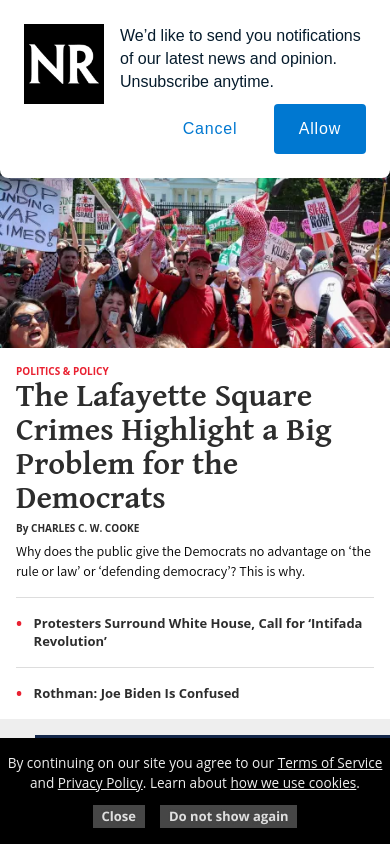 NR
We’d like to send you notifications
of our latest news and opinion.
Unsubscribe anytime.
Cancel
Allow
STOP
FUNDING
WAR
CRIMES!
POLITICS & POLICY
The Lafayette Square
Crimes Highlight a Big
Problem for the
Democrats
By CHARLES C. W. COOKE
Why does the public give the Democrats no advantage on ‘the
rule or law’ or ‘defending democracy’? This is why.
• Protesters Surround White House, Call for ‘Intifada
Revolution’
• Rothman: Joe Biden Is Confused
By continuing on our site you agree to our Terms of Service
and Privacy Policy. Learn about how we use cookies.
Close
Do not show again